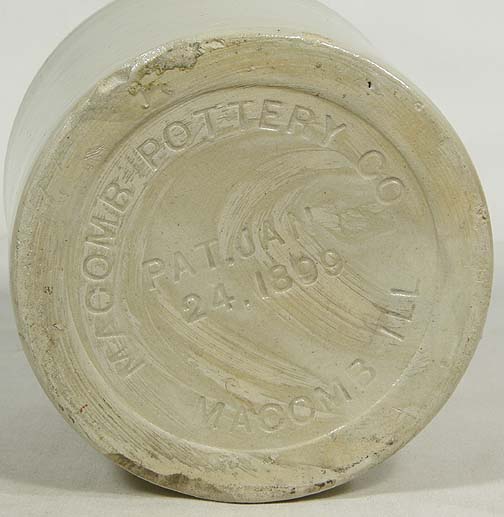 MACOMB POTTERY CO
PAT. JAN
24, 1899
MACOMB ILL